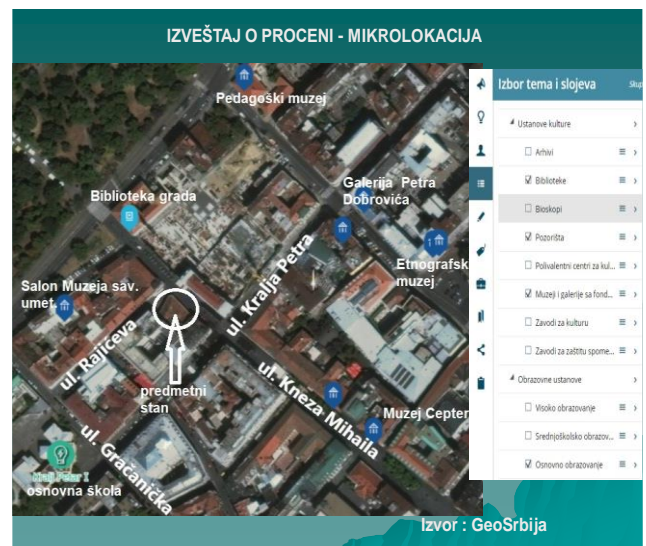 IZVEŠTAJ O PROCENI - MIKROLOKACIJA
Pedagoški muzej
Biblioteka grada
Galerija Petra
Dobrovića
Etnografsk
muzej
Salon Muzeja sav.
umet.
ul. Kralja Petra
ul. Rajićeva
predmetni
stan
ul. Kneza Mihaila
Muzej Cepter
ul. Gračanička
Kralj Petar I
osnovna škola
Izbor tema i slojeva
Skup
Ustanove kulture
Arhivi
Biblioteke
Bioskopi
Pozorišta
Polivalentni centri za kul...
Muzeji i galerije sa fond...
Zavodi za kulturu
Zavodi za zaštitu spome...
Obrazovne ustanove
Visoko obrazovanje
Srednjoškolsko obrazov...
Osnovno obrazovanje
Izvor : GeoSrbija